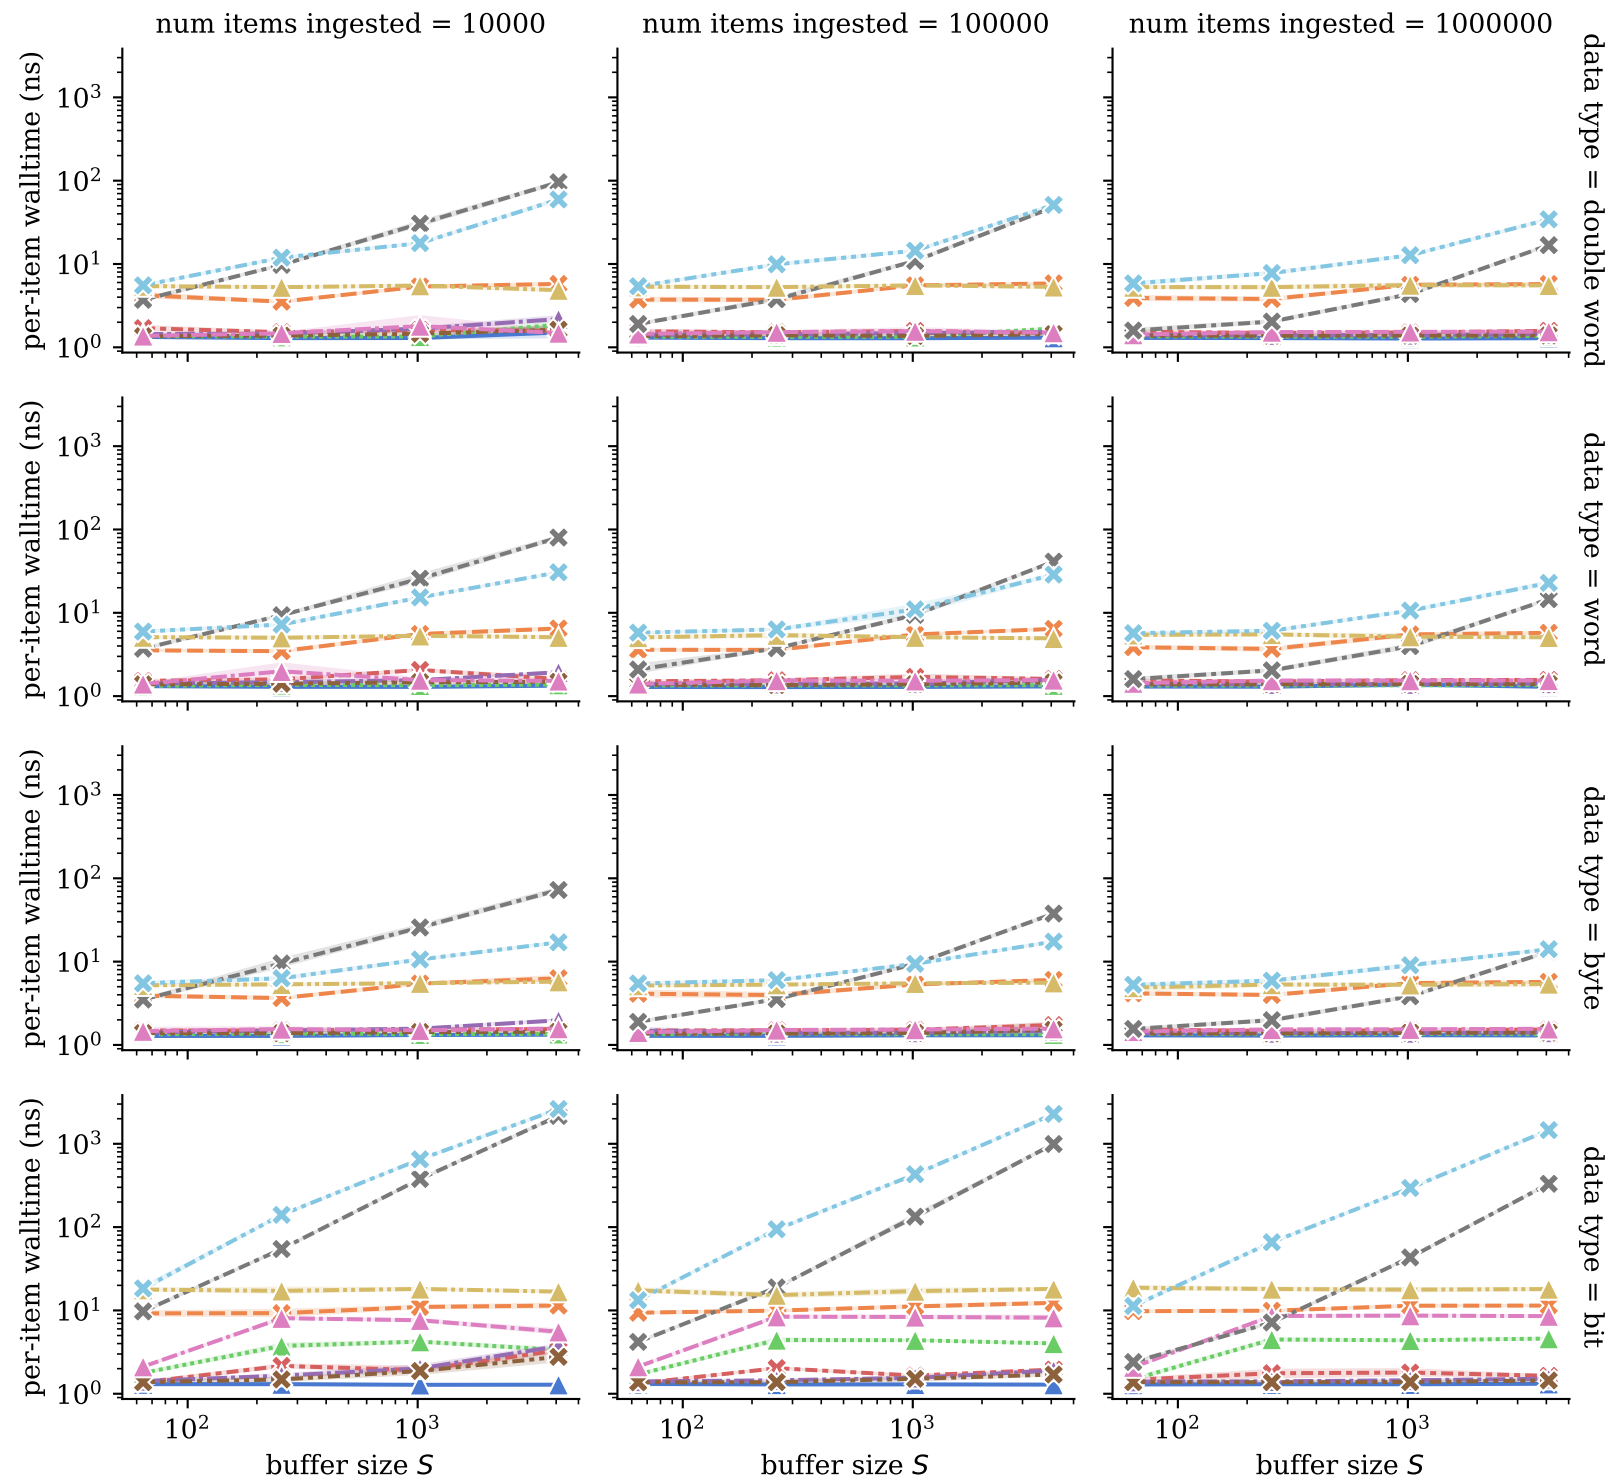 num items ingested = 10000
num items ingested = 100000
num items ingested = 1000000
per-item walltime (ns)
10³
10²
10¹
10⁰
data type = double word
per-item walltime (ns)
10³
10²
10¹
10⁰
data type = word
per-item walltime (ns)
10³
10²
10¹
10⁰
data type = byte
per-item walltime (ns)
10³
10²
10¹
10⁰
data type = bit
10² 10³
10² 10³
10² 10³
buffer size S
buffer size S
buffer size S